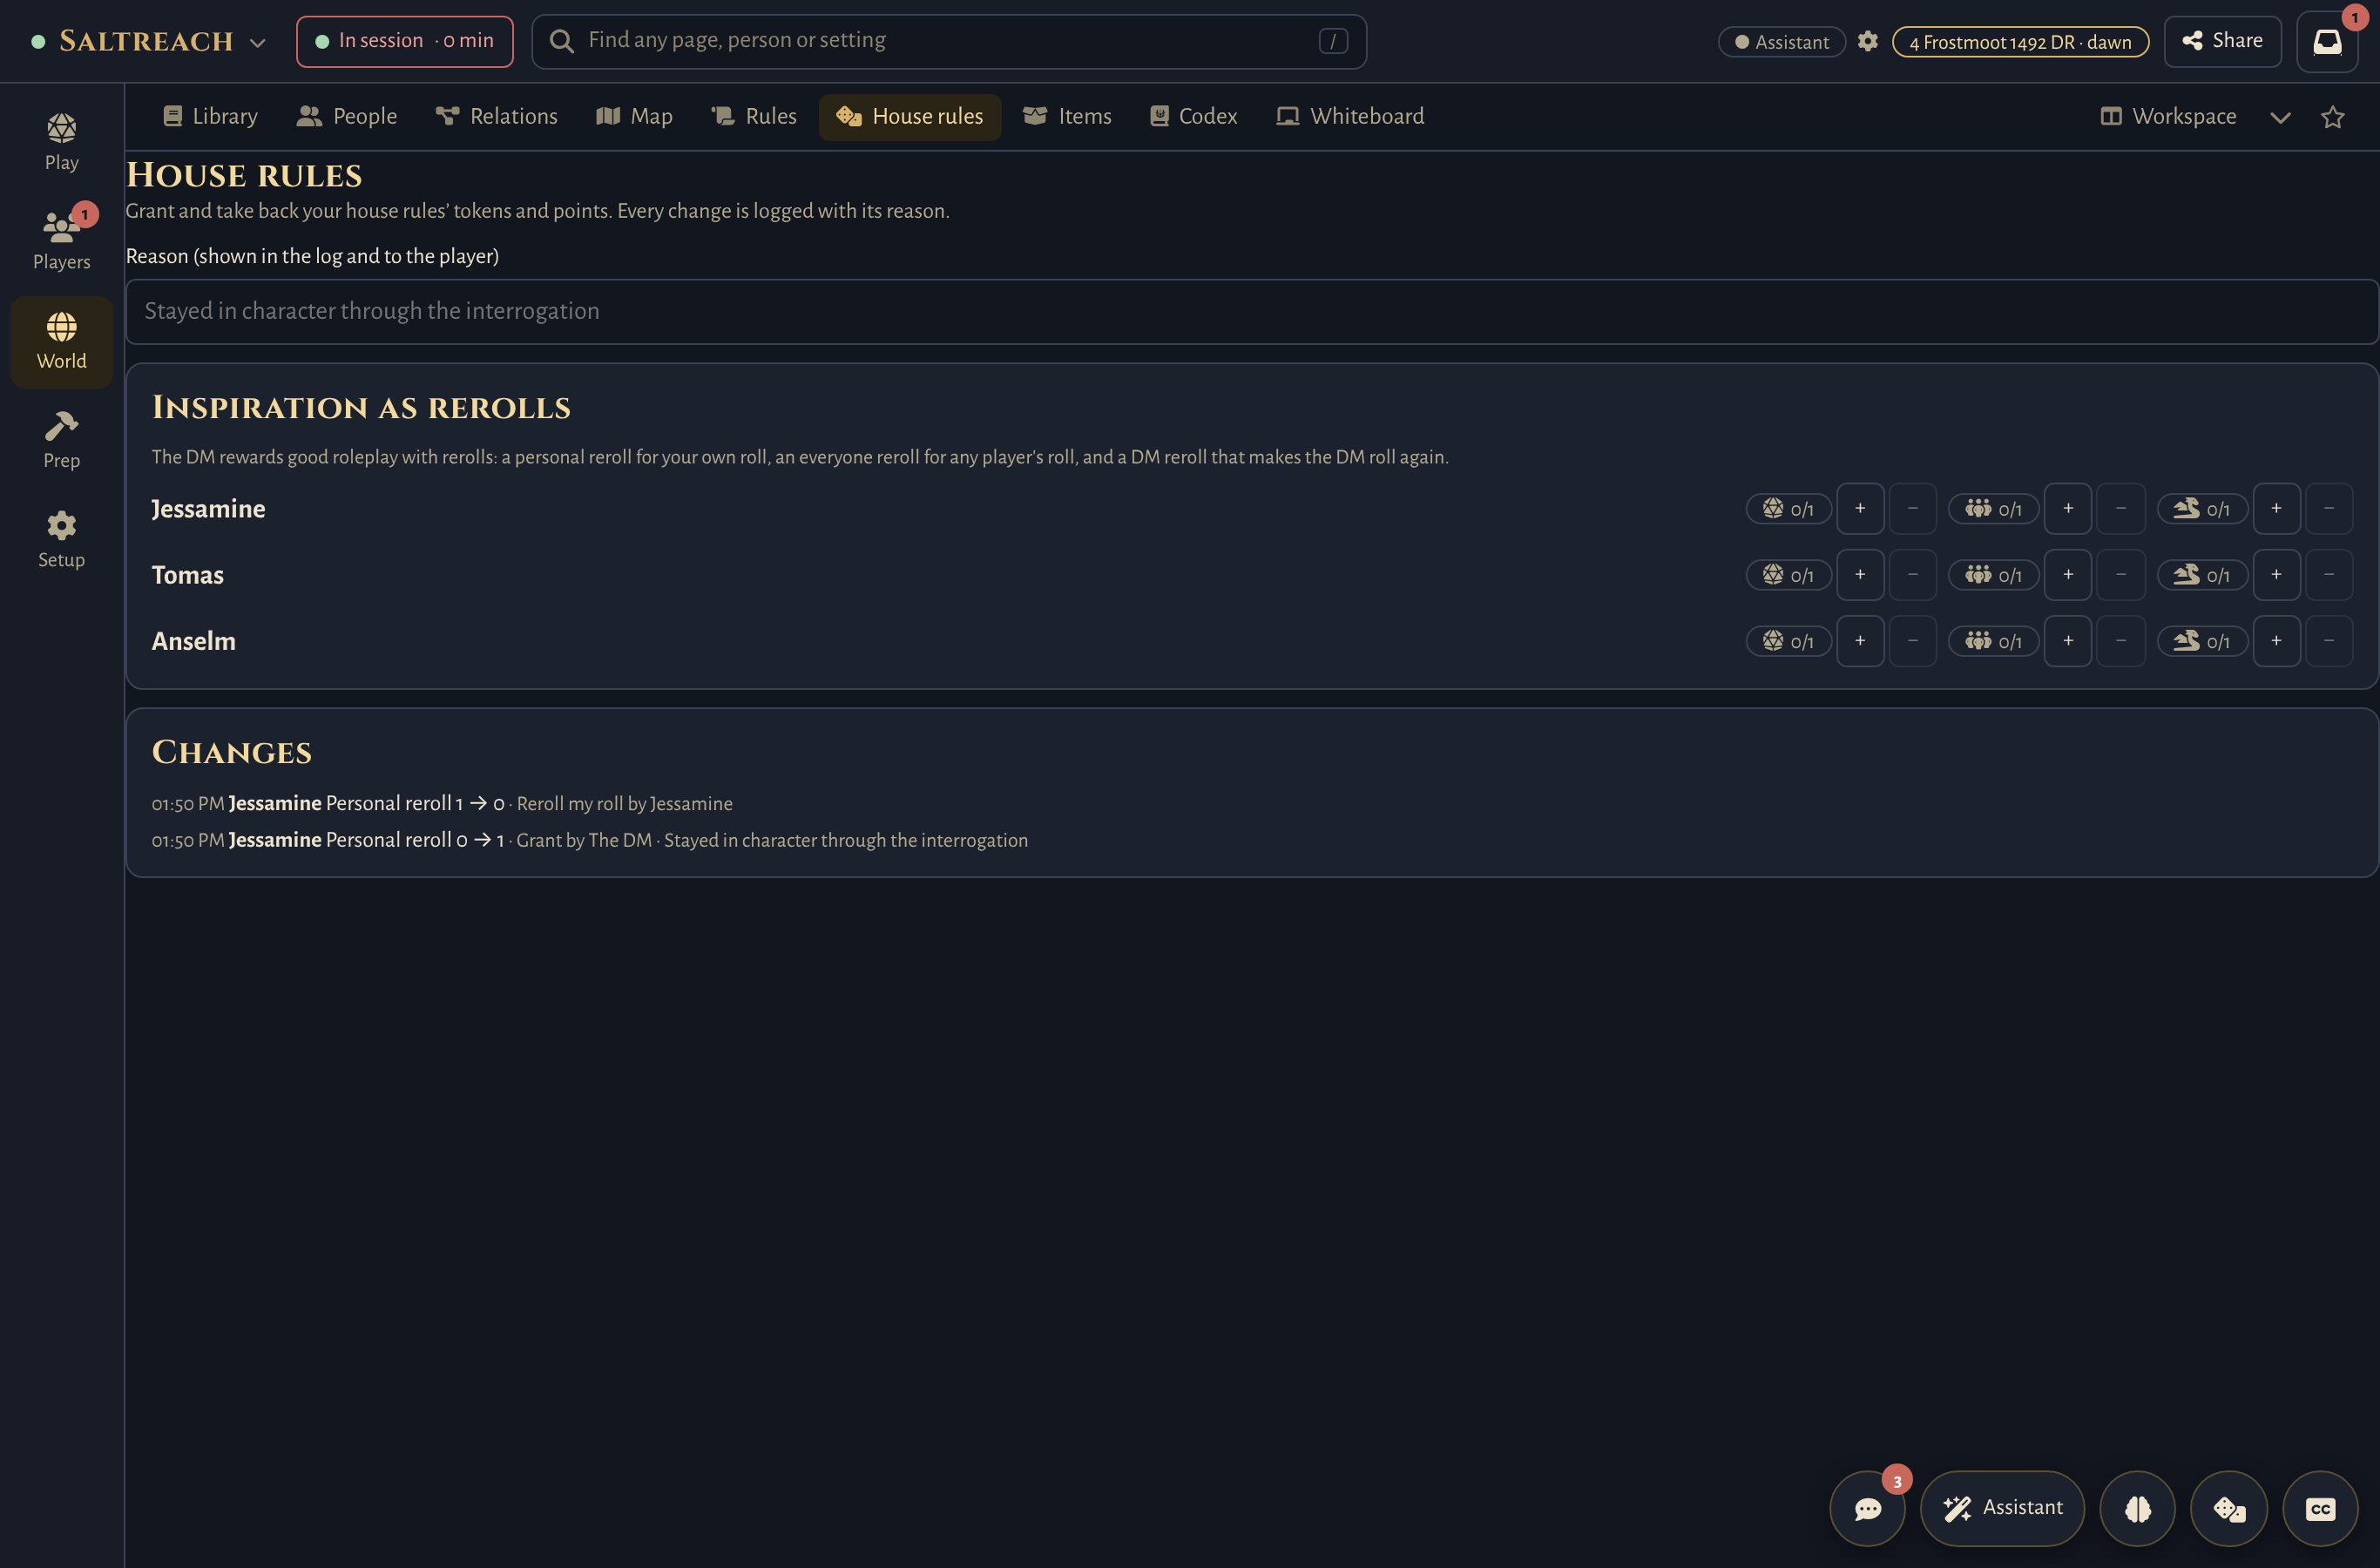 SALTREACH
In session · 0 min
Find any page, person or setting
/
Assistant
4 Frostmoot 1492 DR · dawn
Share
1
Play
1
Players
World
Prep
Setup
Library
People
Relations
Map
Rules
House rules
Items
Codex
Whiteboard
Workspace
HOUSE RULES
Grant and take back your house rules’ tokens and points. Every change is logged with its reason.
Reason (shown in the log and to the player)
Stayed in character through the interrogation
INSPIRATION AS REROLLS
The DM rewards good roleplay with rerolls: a personal reroll for your own roll, an everyone reroll for any player's roll, and a DM reroll that makes the DM roll again.
Jessamine 0/1 + − 0/1 + − 0/1 + −
Tomas 0/1 + − 0/1 + − 0/1 + −
Anselm 0/1 + − 0/1 + − 0/1 + −
CHANGES
01:50 PM Jessamine Personal reroll 1 → 0 · Reroll my roll by Jessamine
01:50 PM Jessamine Personal reroll 0 → 1 · Grant by The DM · Stayed in character through the interrogation
3
Assistant
CC